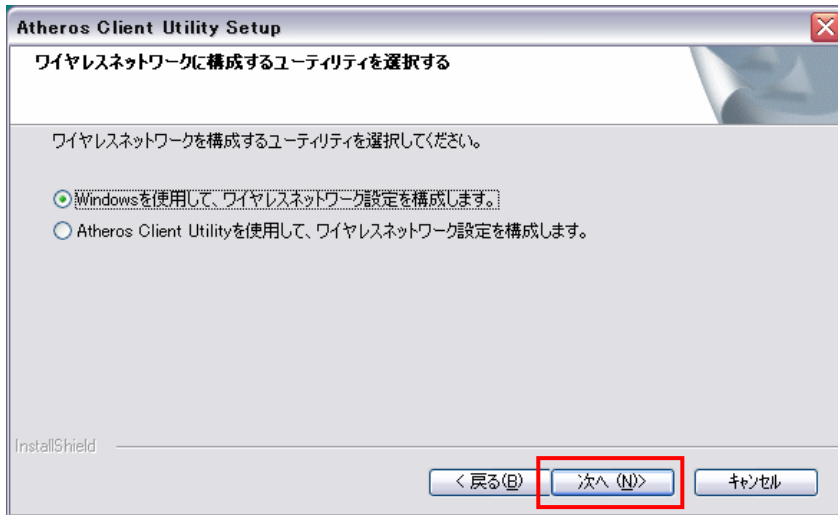 Atheros Client Utility Setup
ワイヤレスネットワークに構成するユーティリティを選択する
ワイヤレスネットワークを構成するユーティリティを選択してください。
Windowsを使用して、ワイヤレスネットワーク設定を構成します。
Atheros Client Utilityを使用して、ワイヤレスネットワーク設定を構成します。
InstallShield
< 戻る(B) 次へ (N)> キャンセル